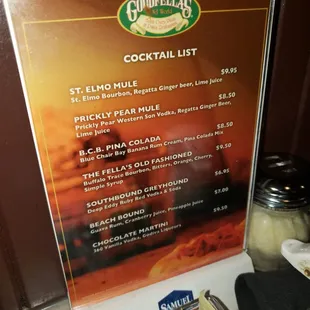 GOODFELLAS
COCKTAIL LIST
ST. ELMO MULE $9.95
St. Elmo Bourbon, Regatta Ginger beer, Lime Juice
PRICKLY PEAR MULE $8.50
Prickly Pear Western Son Vodka, Regatta Ginger Beer,
Lime Juice
B.C.B. PINA COLADA $8.50
Blue Chair Bay Banana Rum Cream, Pina Colada Mix
THE FELLA'S OLD FASHIONED $9.50
Buffalo Trace Bourbon, Bitters, Orange, Cherry,
Simple Syrup
SOUTHBOUND GREYHOUND $6.95
Deep Eddy Ruby Red Vodka & Soda
BEACH BOUND $7.00
Guava Rum, Cranberry Juice, Pineapple Juice
CHOCOLATE MARTINI $9.50
360 Vanilla Vodka, Godiva Liqueurs
SAMUEL